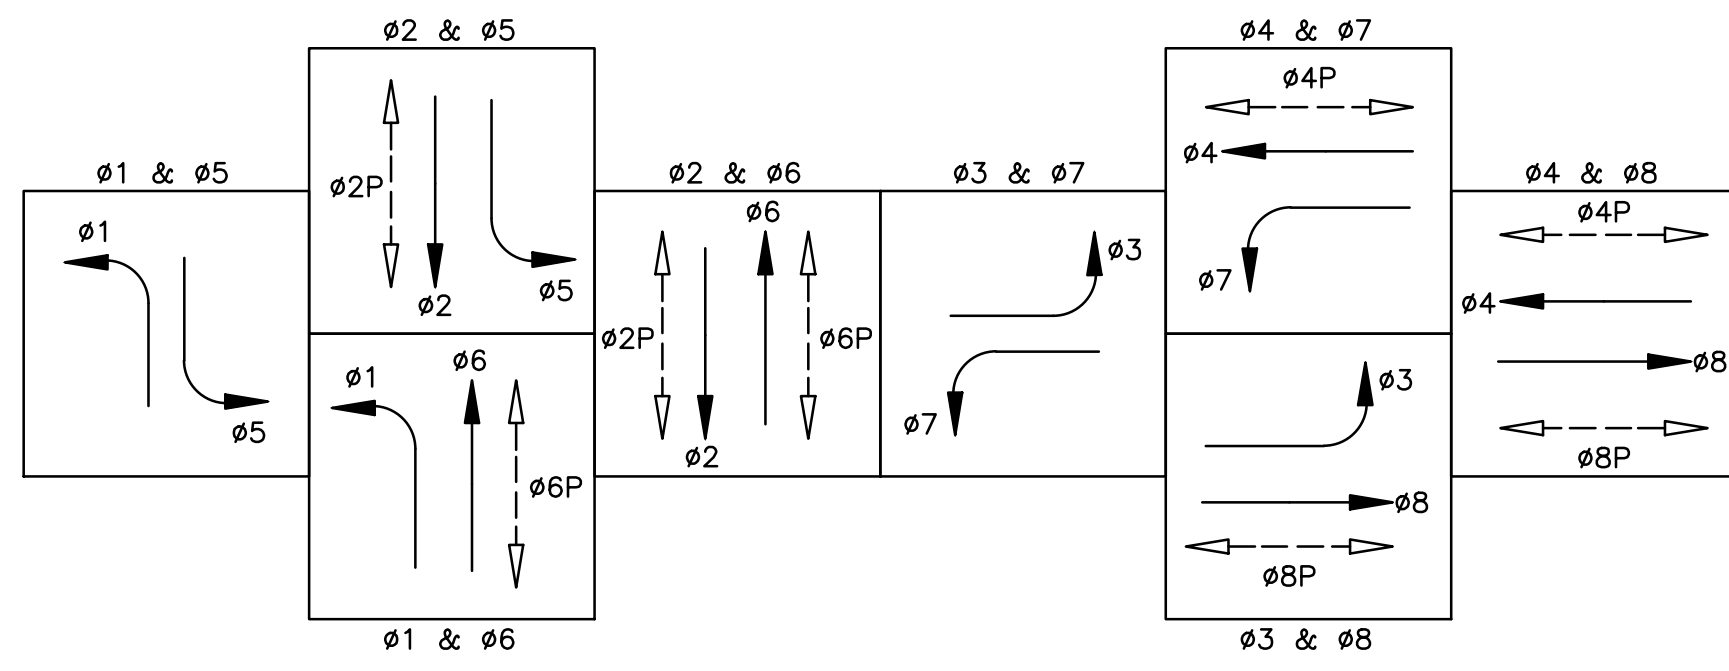 ø2 & ø5
ø4 & ø7
ø1 & ø5
ø2P
ø2
ø5
ø2 & ø6
ø3 & ø7
ø4P
ø4
ø7
ø4 & ø8
ø1
ø5
ø1
ø6
ø6P
ø1 & ø6
ø6
ø2P
ø6P
ø2
ø3
ø7
ø3
ø8
ø8P
ø3 & ø8
ø4P
ø4
ø8
ø8P